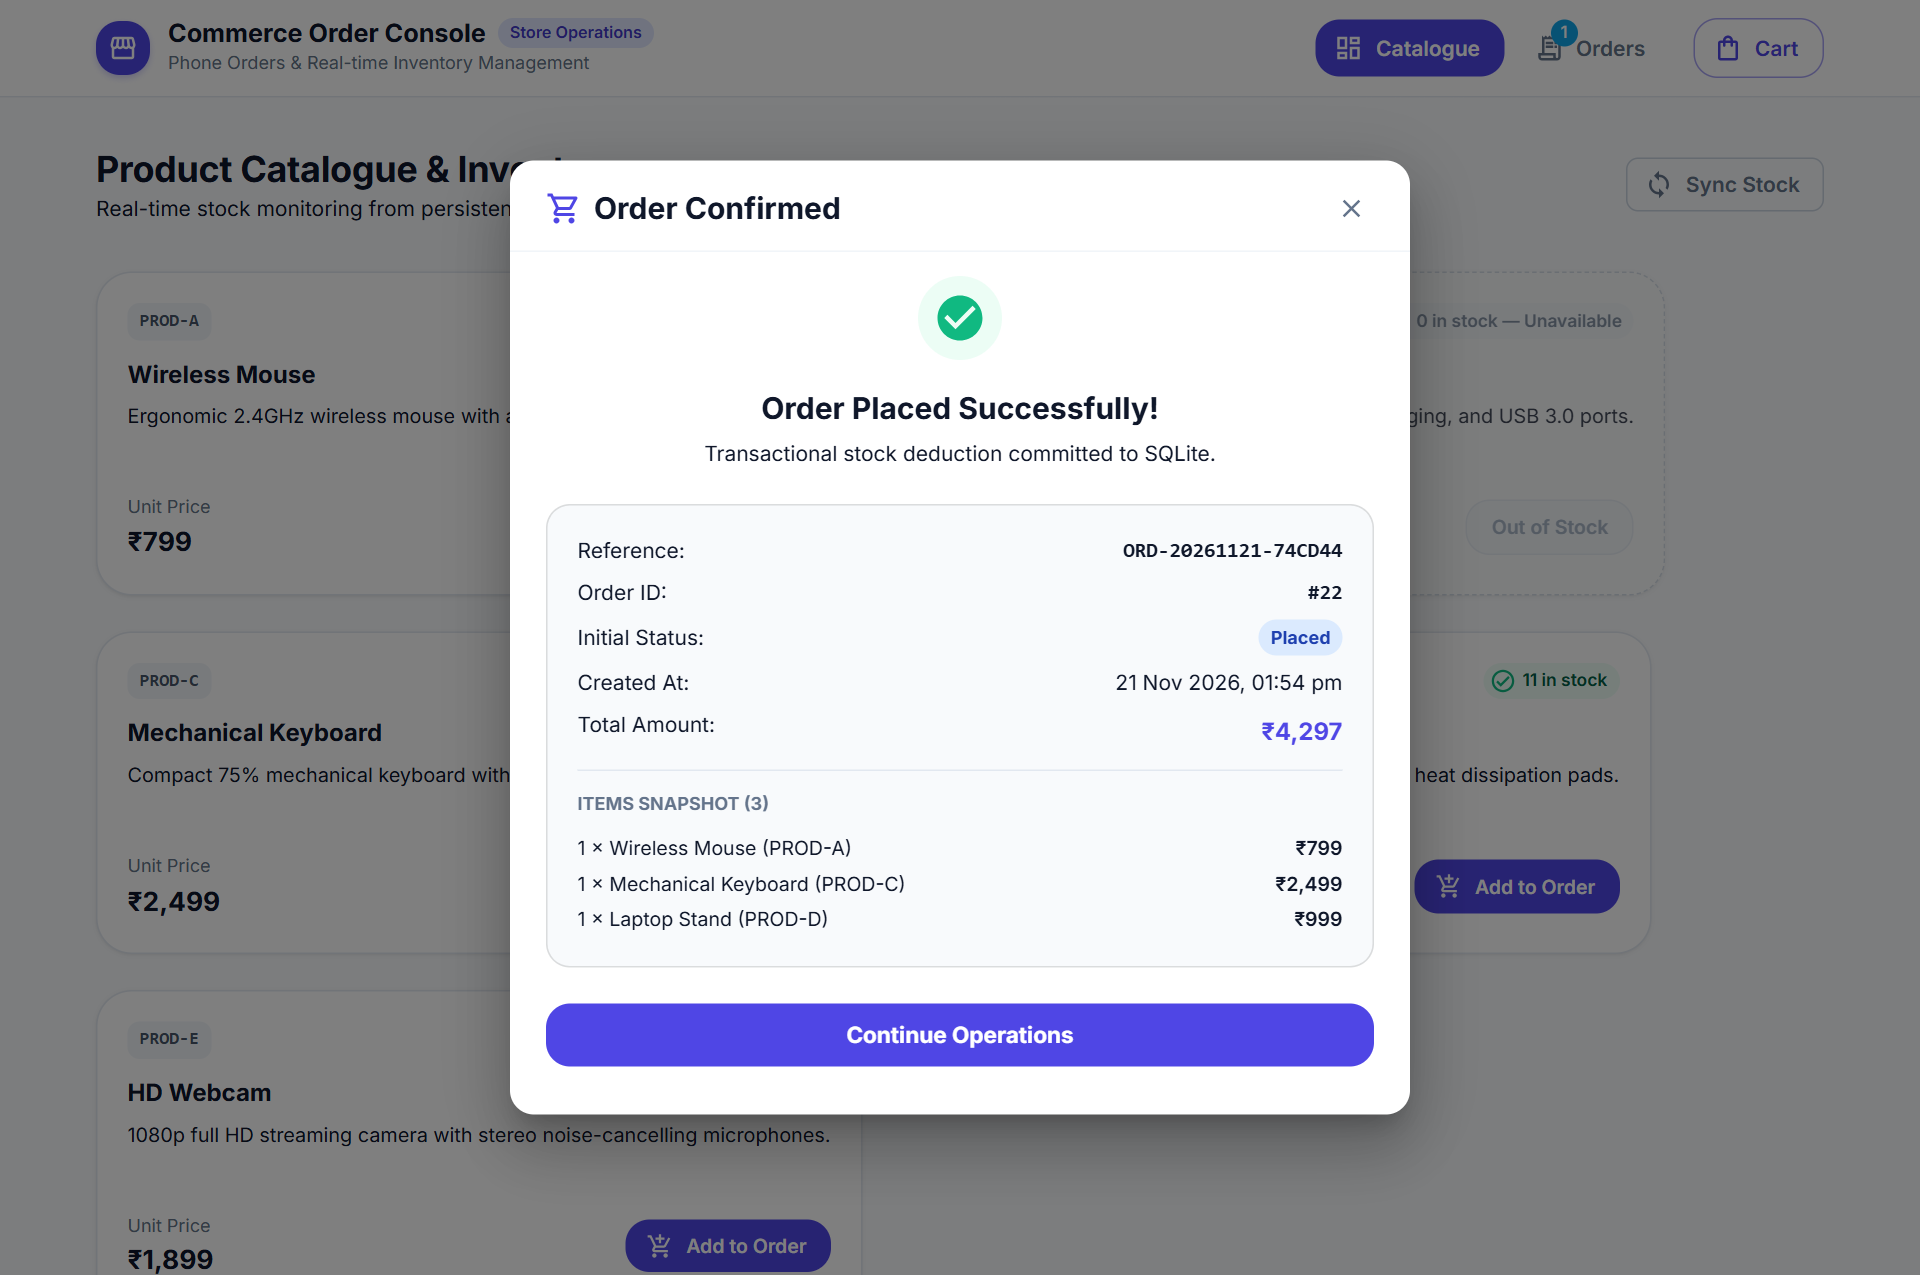 Commerce Order Console
Store Operations
Phone Orders & Real-time Inventory Management
Catalogue
1
Orders
Cart
Product Catalogue & Inve
Real-time stock monitoring from persisten
Sync Stock
PROD-A
Wireless Mouse
Ergonomic 2.4GHz wireless mouse with a
Unit Price
₹799
0 in stock — Unavailable
ging, and USB 3.0 ports.
Out of Stock
PROD-C
Mechanical Keyboard
Compact 75% mechanical keyboard with
Unit Price
₹2,499
11 in stock
heat dissipation pads.
Add to Order
PROD-E
HD Webcam
1080p full HD streaming camera with stereo noise-cancelling microphones.
Unit Price
₹1,899
Add to Order
Order Confirmed
Order Placed Successfully!
Transactional stock deduction committed to SQLite.
Reference:
ORD-20261121-74CD44
Order ID:
#22
Initial Status:
Placed
Created At:
21 Nov 2026, 01:54 pm
Total Amount:
₹4,297
ITEMS SNAPSHOT (3)
1 × Wireless Mouse (PROD-A)
₹799
1 × Mechanical Keyboard (PROD-C)
₹2,499
1 × Laptop Stand (PROD-D)
₹999
Continue Operations